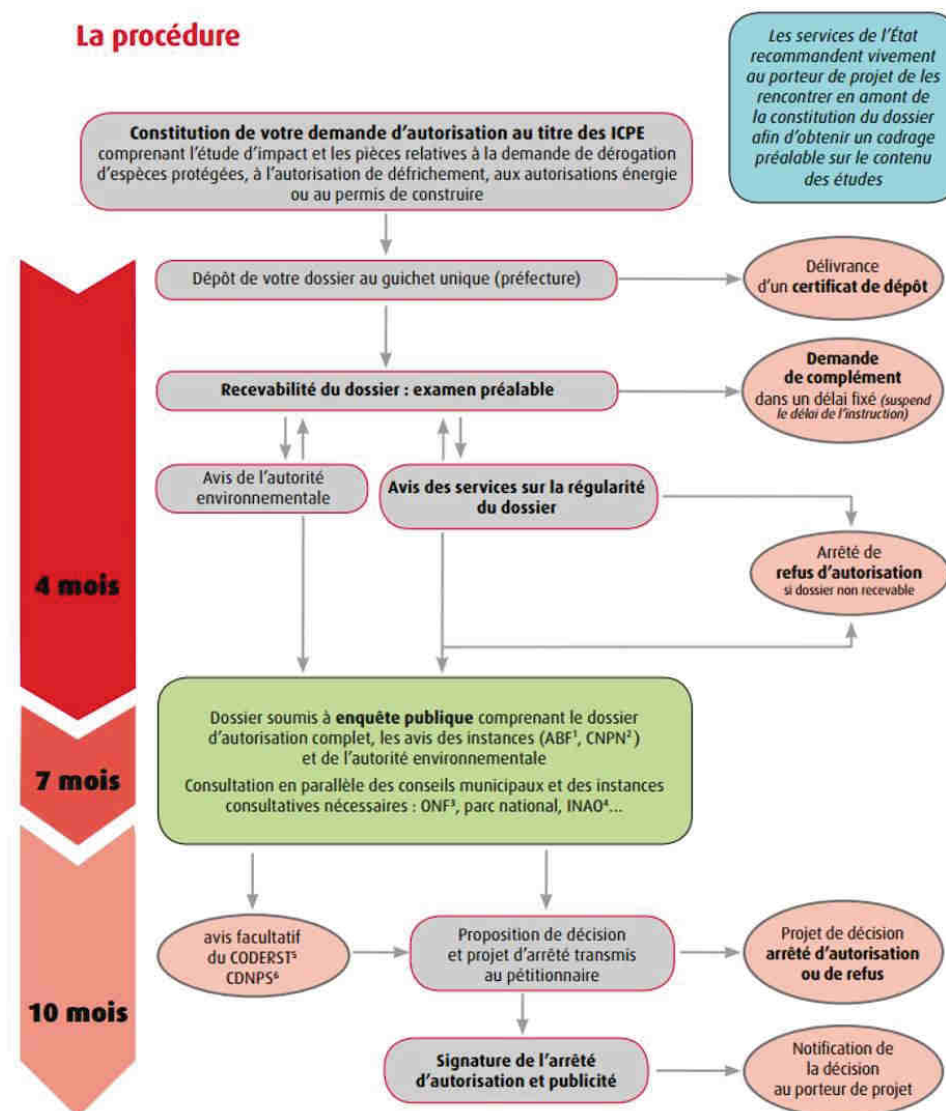 La procédure
Les services de l'État
recommandent vivement
au porteur de projet de les
rencontrer en amont de
la constitution du dossier
afin d'obtenir un cadrage
préalable sur le contenu
des études
Constitution de votre demande d'autorisation au titre des ICPE
comprenant l'étude d'impact et les pièces relatives à la demande de dérogation
d'espèces protégées, à l'autorisation de défrichement, aux autorisations énergie
ou au permis de construire
Dépôt de votre dossier au guichet unique (préfecture)
Délivrance
d'un certificat de dépôt
Recevabilité du dossier : examen préalable
Demande
de complément
dans un délai fixé (suspend
le délai de l'instruction)
Avis de l'autorité
environnementale
Avis des services sur la régularité
du dossier
Arrêté de
refus d'autorisation
si dossier non recevable
4 mois
Dossier soumis à enquête publique comprenant le dossier
d'autorisation complet, les avis des instances (ABF¹, CNPN²)
et de l'autorité environnementale
Consultation en parallèle des conseils municipaux et des instances
consultatives nécessaires : ONF³, parc national, INAO⁴...
7 mois
avis facultatif
du CODERST⁵
CDNPS⁶
Proposition de décision
et projet d'arrêté transmis
au pétitionnaire
Projet de décision
arrêté d'autorisation
ou de refus
10 mois
Signature de l'arrêté
d'autorisation et publicité
Notification de
la décision
au porteur de projet